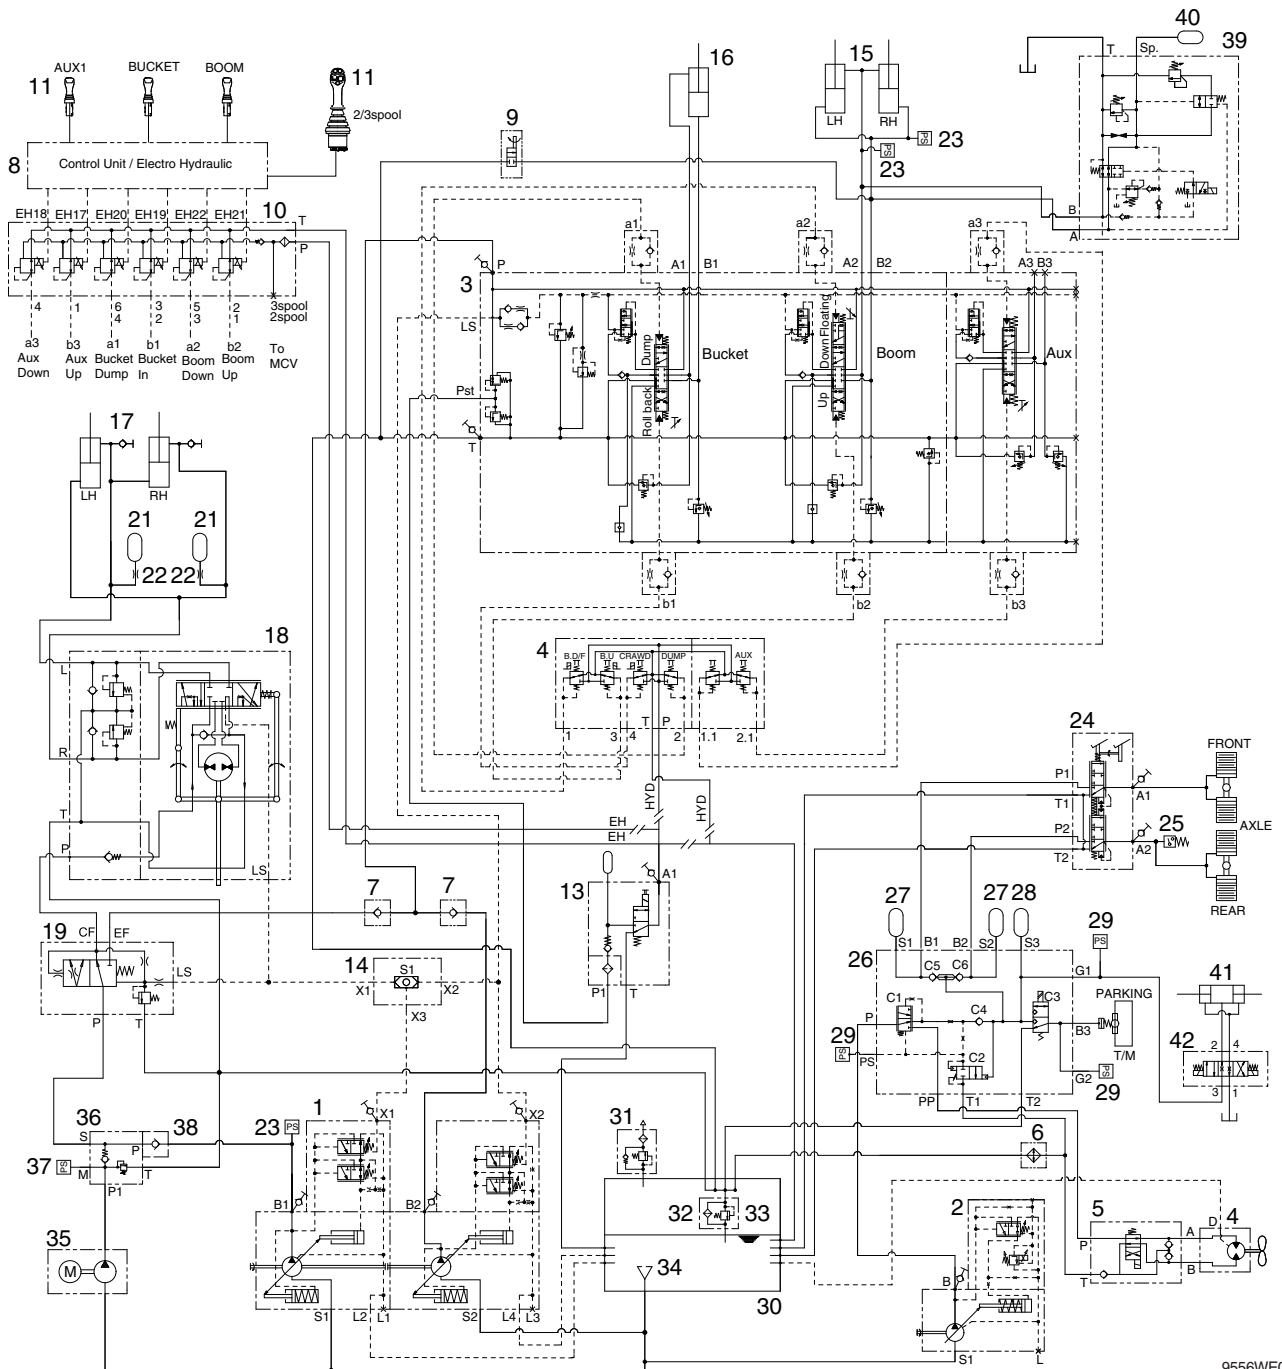 40
39
T
Sp.
AUX1
BUCKET
BOOM
11
11
2/3spool
16
15
LH
RH
9
PS
23
PS
23
8
Control Unit / Electro Hydraulic
EH18
EH17
EH20
EH19
EH22
EH21
10
T
P
B
A
4
1
6
4
3
2
5
3
2
1
3spool
2spool
a3
Aux
Down
b3
Aux
Up
a1
Bucket
Dump
b1
Bucket
In
a2
Boom
Down
b2
Boom
Up
To
MCV
a1
a2
a3
P
A1
B1
A2
B2
A3
B3
3
LS
Dump
Bucket
Roll back
Down
Floating
Boom
Up
Aux
Pst
T
17
LH
RH
21
21
22
22
b1
b2
b3
18
L
R
T
P
LS
4
B.D/F
B.U
CRAWD
DUMP
AUX
T
P
1
3
4
2
1.1
2.1
HYD
HYD
EH
EH
24
FRONT
P1
T1
A1
AXLE
P2
T2
A2
25
REAR
7
7
13
A1
P1
T
19
CF
EF
LS
P
T
14
S1
X1
X2
X3
27
27
28
29
PS
S1
B1
B2
S2
S3
26
C5
C6
G1
C1
C3
C4
PARKING
P
B3
29
PS
PS
C2
T/M
G2
PS
29
PP
T1
T2
41
42
2
4
3
1
36
S
38
P
37
PS
M
T
P1
23
PS
1
X1
X2
B1
B2
S1
L2
L1
S2
L4
L3
35
M
31
32
33
34
30
6
2
B
S1
L
5
P
T
A
B
D
4
9556WE0